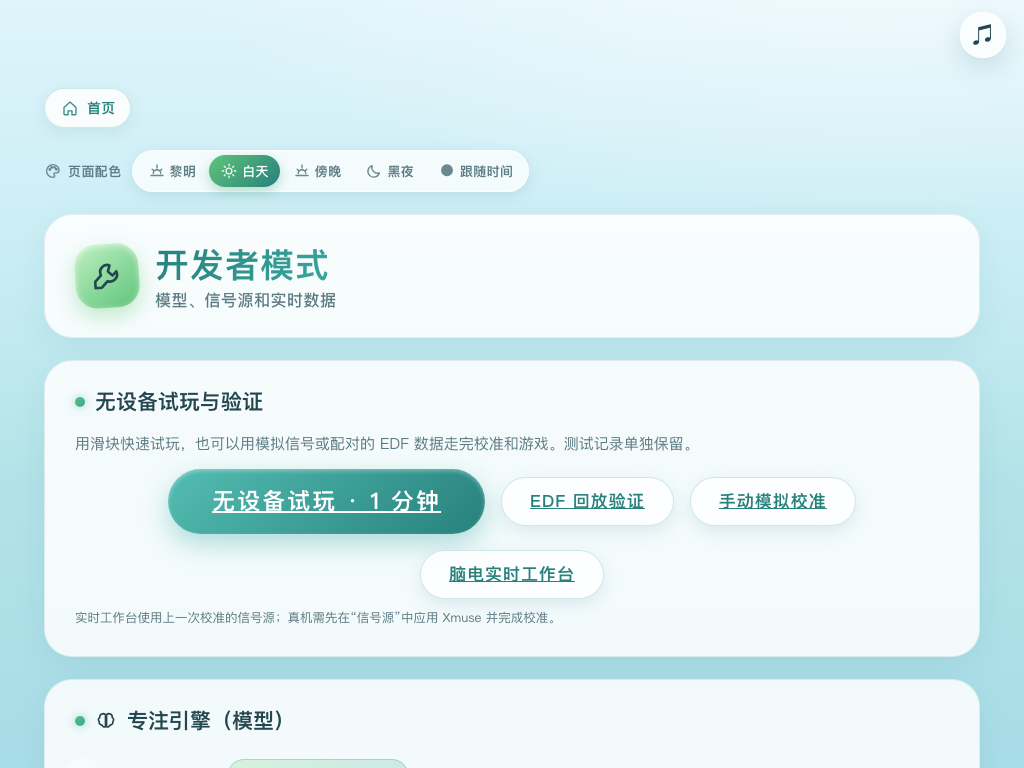 首页
页面配色
黎明 白天 傍晚 黑夜 跟随时间
开发者模式
模型、信号源和实时数据
无设备试玩与验证
用滑块快速试玩，也可以用模拟信号或配对的 EDF 数据走完校准和游戏。测试记录单独保留。
无设备试玩 · 1 分钟
EDF 回放验证
手动模拟校准
脑电实时工作台
实时工作台使用上一次校准的信号源；真机需先在“信号源”中应用 Xmuse 并完成校准。
专注引擎（模型）